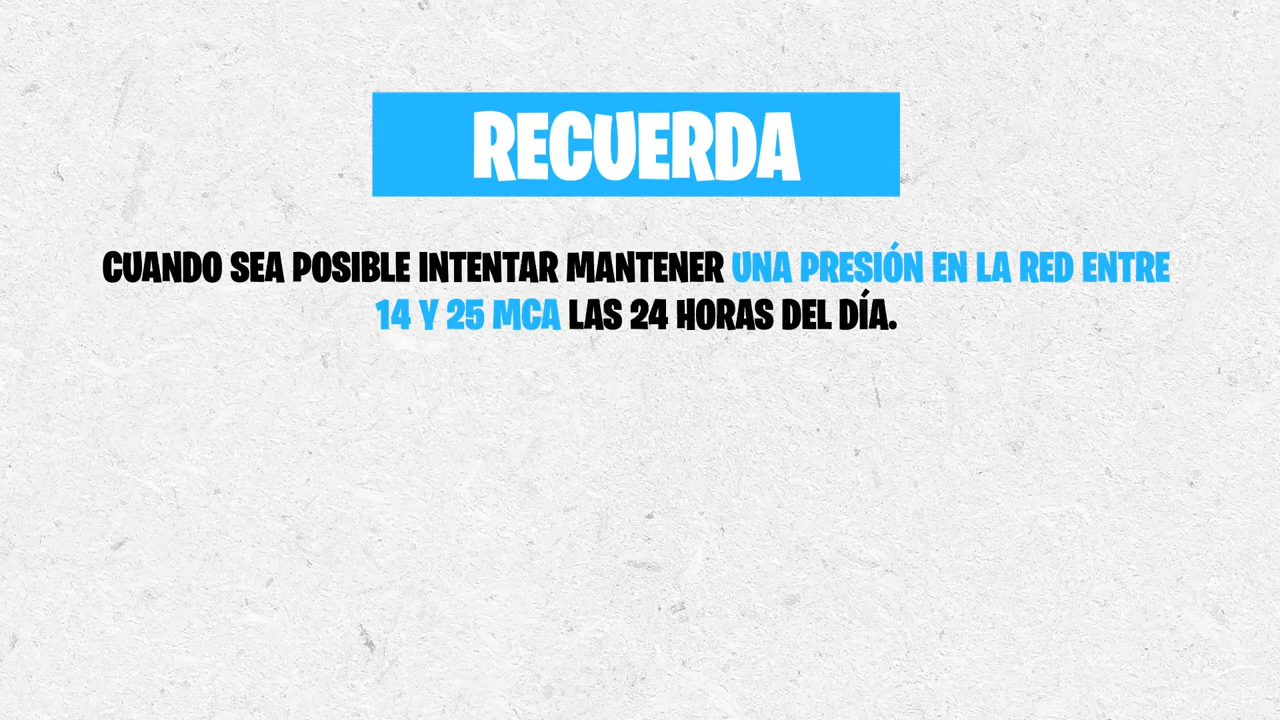 RECUERDA
CUANDO SEA POSIBLE INTENTAR MANTENER UNA PRESIÓN EN LA RED ENTRE
14 Y 25 MCA LAS 24 HORAS DEL DÍA.